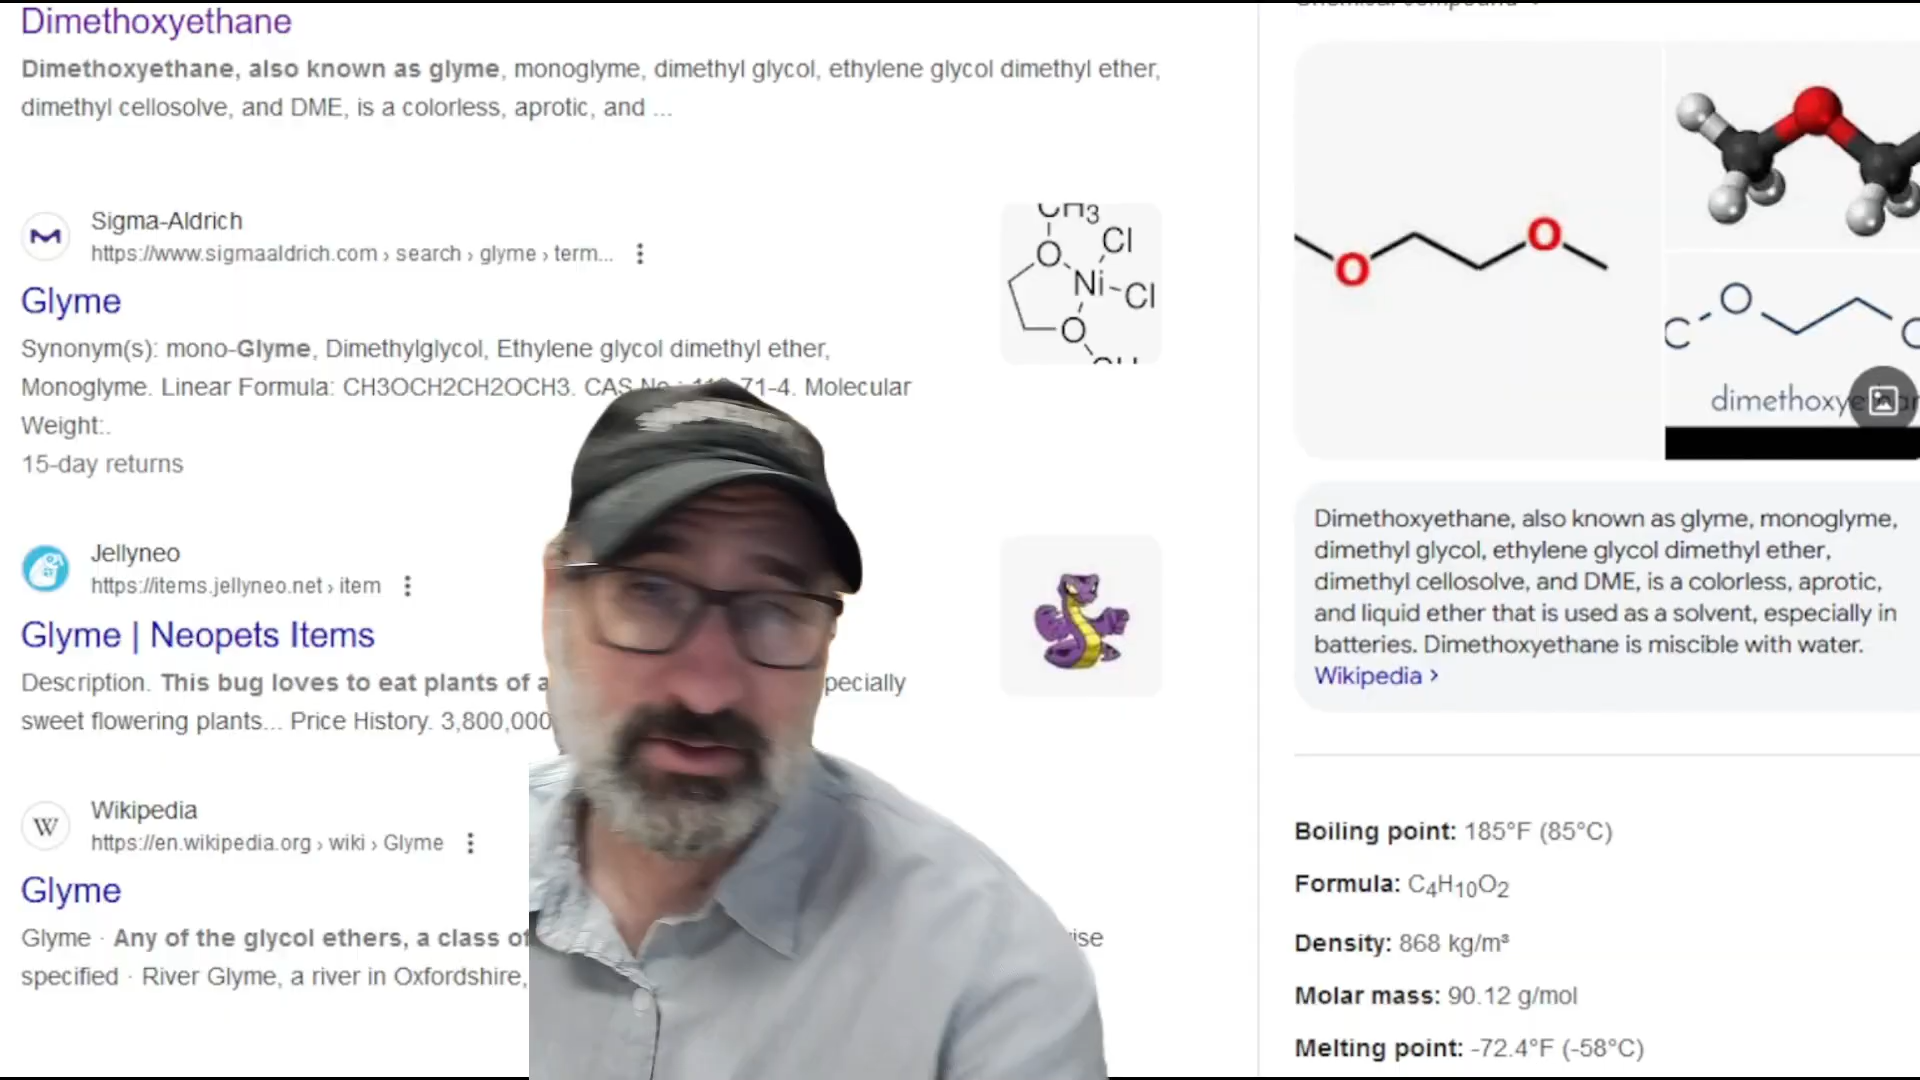 Dimethoxyethane
Dimethoxyethane, also known as glyme, monoglyme, dimethyl glycol, ethylene glycol dimethyl ether,
dimethyl cellosolve, and DME, is a colorless, aprotic, and ...
Sigma-Aldrich
https://www.sigmaaldrich.com › search › glyme › term...
Glyme
Synonym(s): mono-Glyme, Dimethylglycol, Ethylene glycol dimethyl ether,
Monoglyme. Linear Formula: CH3OCH2CH2OCH3. CAS No.: 71-4. Molecular
Weight:.
15-day returns
CH3
O
Cl
Ni-Cl
O
Jellyneo
https://items.jellyneo.net › item
Glyme | Neopets Items
Description. This bug loves to eat plants of a
sweet flowering plants... Price History. 3,800,000
W
Wikipedia
https://en.wikipedia.org › wiki › Glyme
Glyme
Glyme · Any of the glycol ethers, a class of
specified · River Glyme, a river in Oxfordshire,
Chemical compound
O
O
C
O
Dimethoxyethane, also known as glyme, monoglyme,
dimethyl glycol, ethylene glycol dimethyl ether,
dimethyl cellosolve, and DME, is a colorless, aprotic,
and liquid ether that is used as a solvent, especially in
batteries. Dimethoxyethane is miscible with water.
Wikipedia ›
Boiling point: 185°F (85°C)
Formula: C4H10O2
Density: 868 kg/m³
Molar mass: 90.12 g/mol
Melting point: -72.4°F (-58°C)